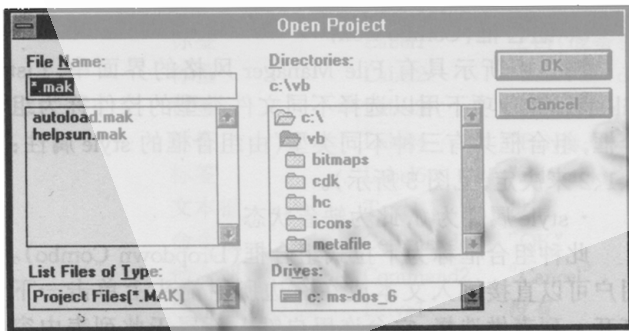 Open Project
File Name:
*.mak
autoload.mak
helpsun.mak
List Files of Type:
Project Files[*.MAK]
Directories:
c:\vb
c:\
vb
bitmaps
cdk
hc
icons
metafile
Drives:
c: ms-dos_6
OK
Cancel